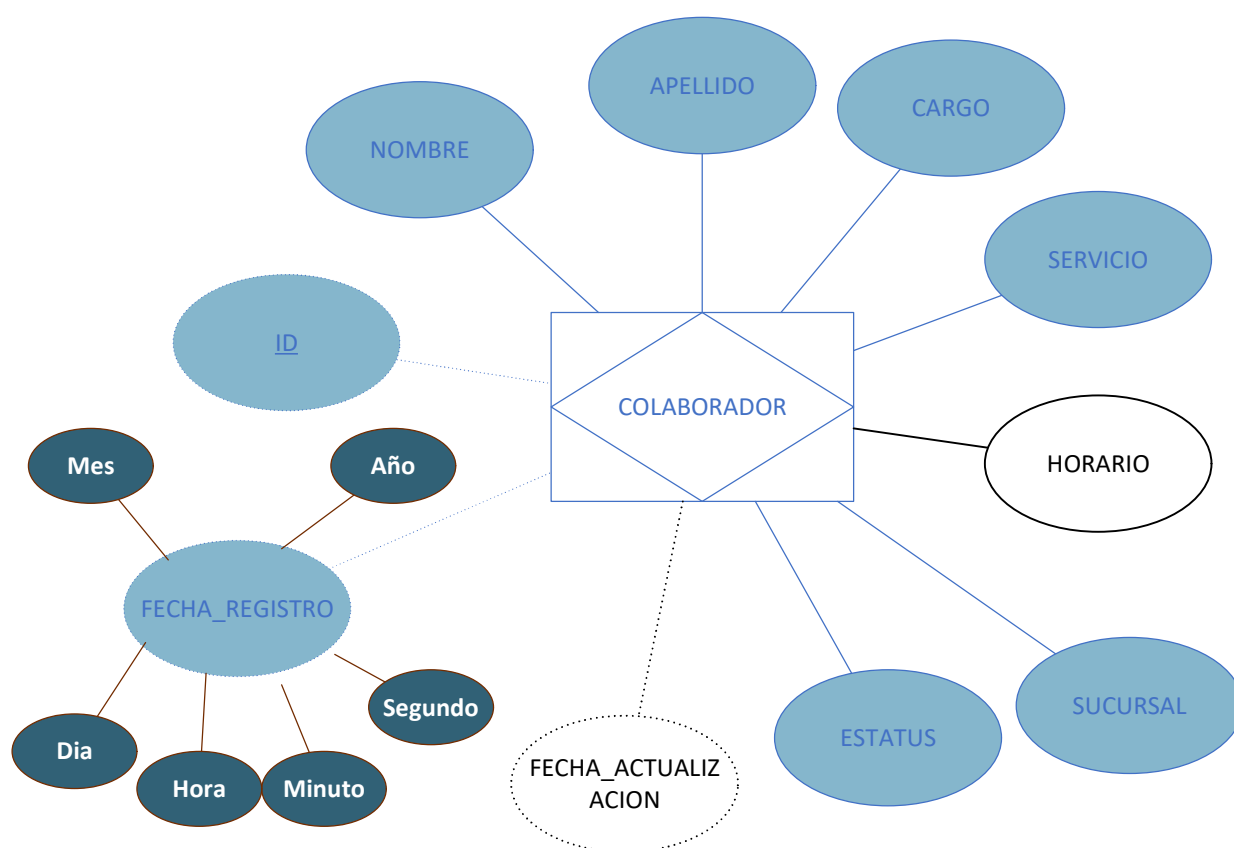 APELLIDO
CARGO
NOMBRE
SERVICIO
ID
COLABORADOR
HORARIO
Mes
Año
FECHA_REGISTRO
Segundo
SUCURSAL
ESTATUS
Dia
Hora
Minuto
FECHA_ACTUALIZ
ACION